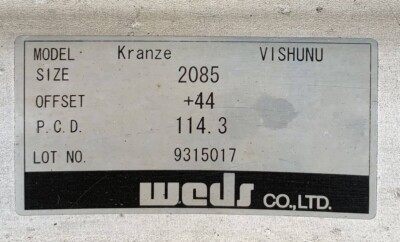 MODEL Kranze VISHUNU
SIZE 2085
OFFSET +44
P.C.D. 114.3
LOT NO. 9315017
weds CO.,LTD.